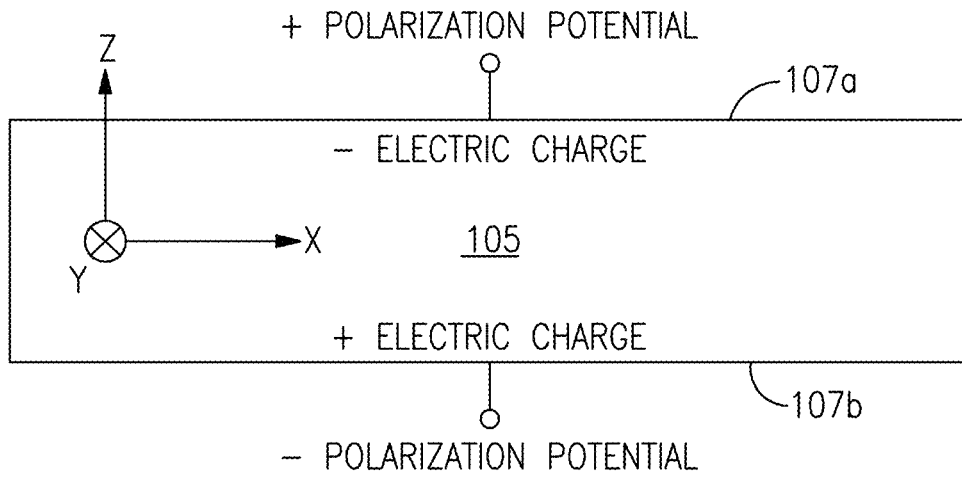 + POLARIZATION POTENTIAL
Z
107a
- ELECTRIC CHARGE
X
105
Y
+ ELECTRIC CHARGE
107b
- POLARIZATION POTENTIAL